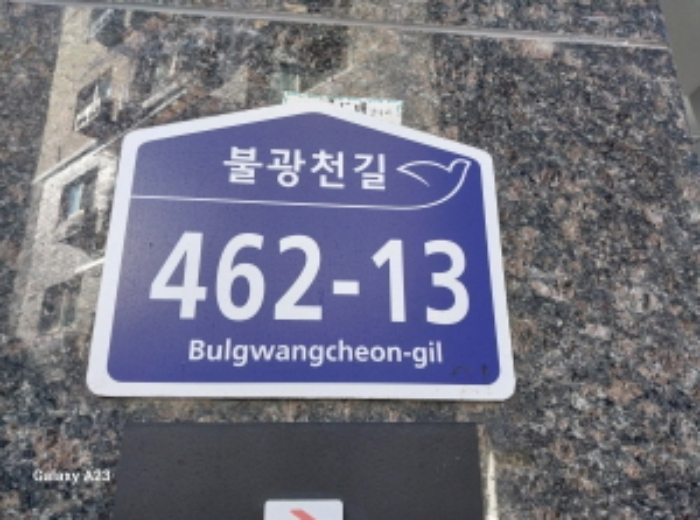 불광천길
462-13
Bulgwangcheon-gil
Galaxy A23